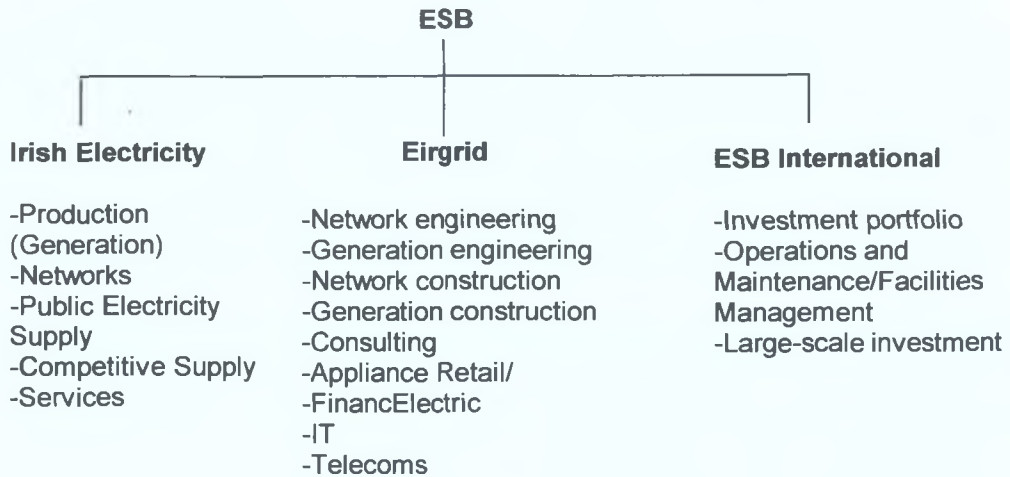 ESB
Irish Electricity
-Production
(Generation)
-Networks
-Public Electricity
Supply
-Competitive Supply
-Services
Eirgrid
-Network engineering
-Generation engineering
-Network construction
-Generation construction
-Consulting
-Appliance Retail/
-FinancElectric
-IT
-Telecoms
ESB International
-Investment portfolio
-Operations and
Maintenance/Facilities
Management
-Large-scale investment